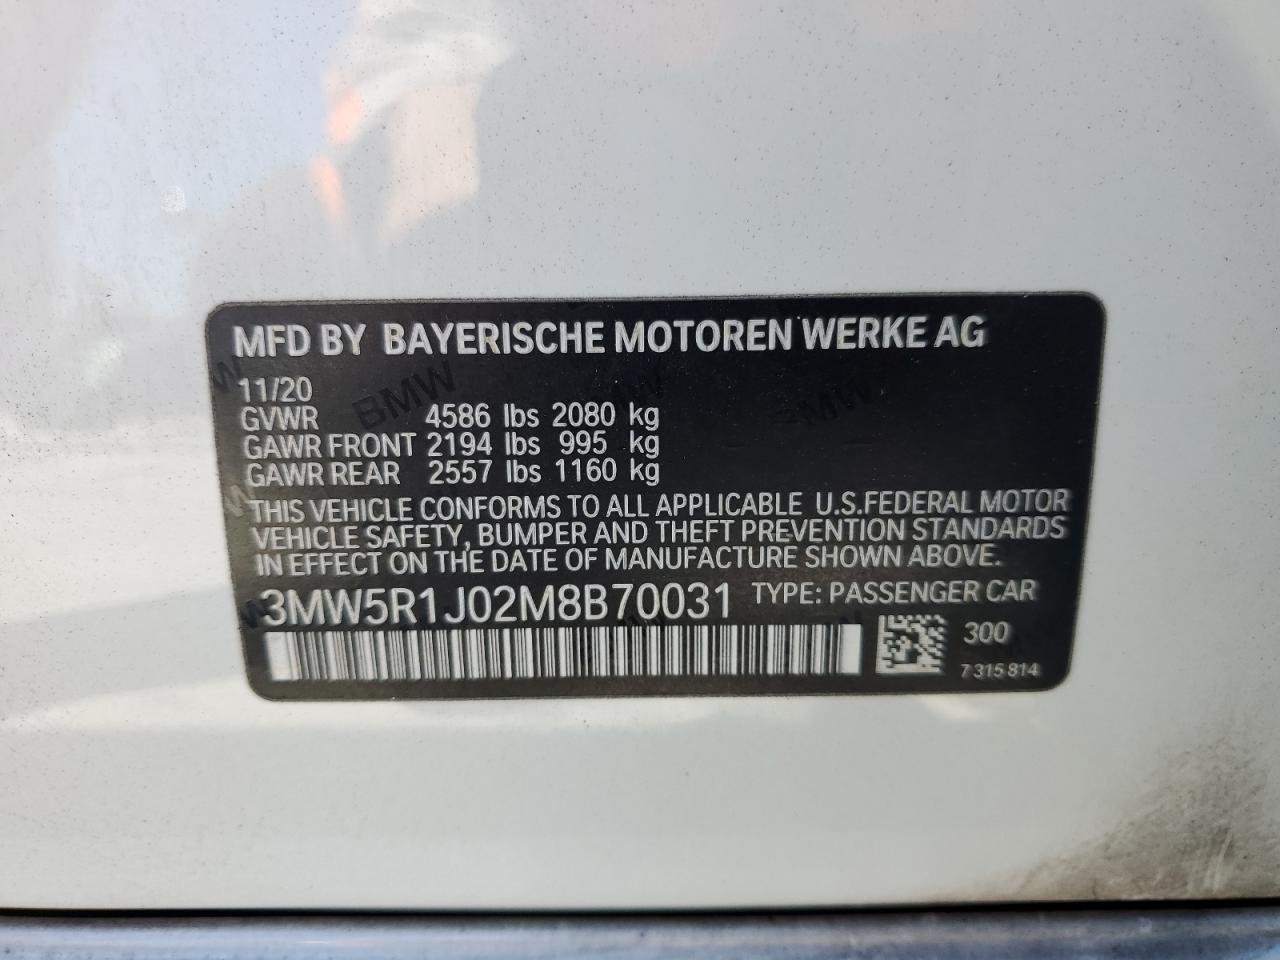 MFD BY BAYERISCHE MOTOREN WERKE AG
11/20
GVWR 4586 lbs 2080 kg
GAWR FRONT 2194 lbs 995 kg
GAWR REAR 2557 lbs 1160 kg
THIS VEHICLE CONFORMS TO ALL APPLICABLE U.S.FEDERAL MOTOR
VEHICLE SAFETY, BUMPER AND THEFT PREVENTION STANDARDS
IN EFFECT ON THE DATE OF MANUFACTURE SHOWN ABOVE.
3MW5R1J02M8B70031 TYPE: PASSENGER CAR
300
7 315 814